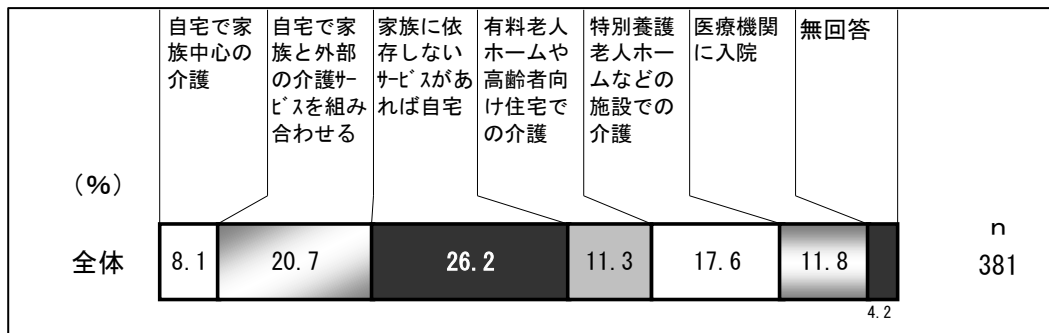 自宅で家
族中心の
介護
自宅で家
族と外部
の介護ｻｰ
ﾋﾞｽを組み
合わせる
家族に依
存しない
ｻｰﾋﾞｽがあ
れば自宅
有料老人
ホームや
高齢者向
け住宅で
の介護
特別養護
老人ホー
ムなどの
施設での
介護
医療機関
に入院
無回答
（％）
全体
8.1
20.7
26.2
11.3
17.6
11.8
4.2
ｎ
381